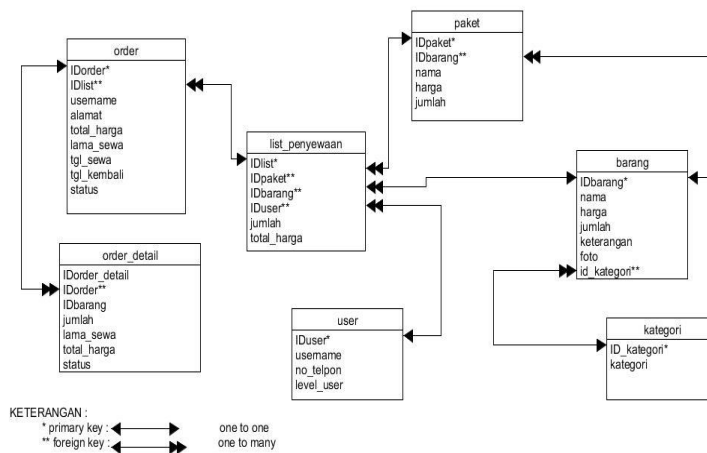 order
IDorder*
IDlist**
username
alamat
total_harga
lama_sewa
tgl_sewa
tgl_kembali
status
order_detail
IDorder_detail
IDorder**
IDbarang
jumlah
lama_sewa
total_harga
status
list_penyewaan
IDlist*
IDpaket**
IDbarang**
IDuser**
jumlah
total_harga
user
IDuser*
username
no_telpon
level_user
paket
IDpaket*
IDbarang**
nama
harga
jumlah
barang
IDbarang*
nama
harga
jumlah
keterangan
foto
id_kategori**
kategori
ID_kategori*
kategori
KETERANGAN :
* primary key : one to one
** foreign key : one to many